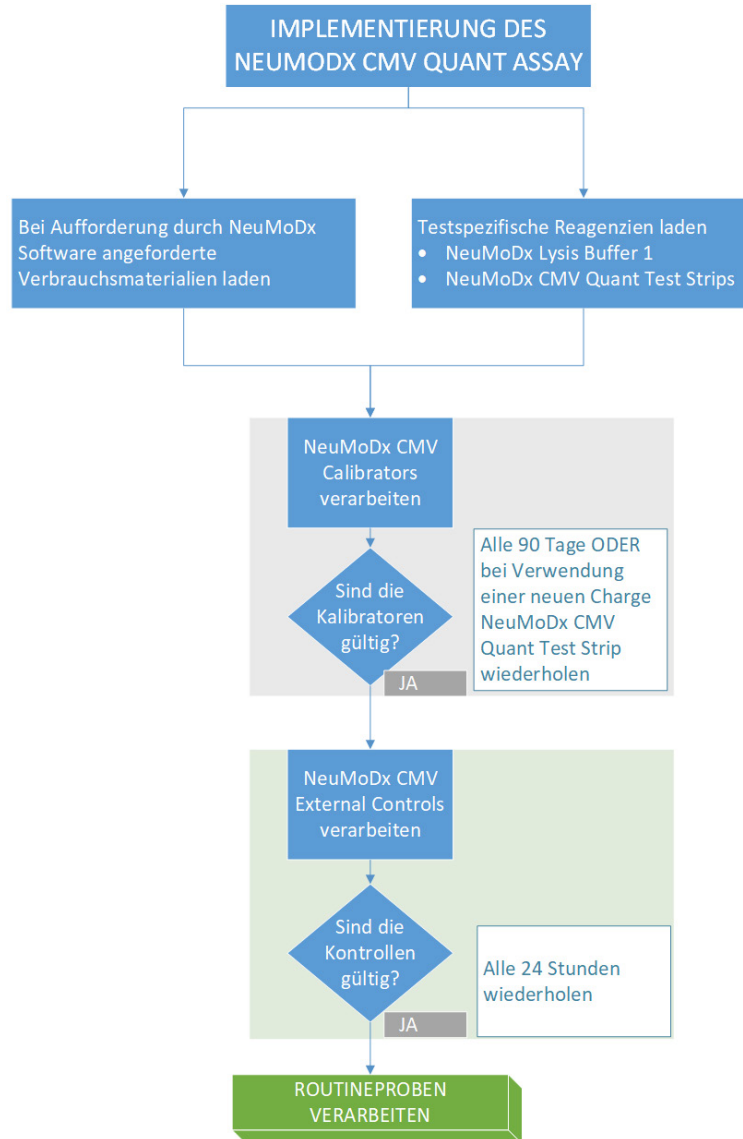 IMPLEMENTIERUNG DES
NEUMODX CMV QUANT ASSAY
Bei Aufforderung durch NeuMoDx
Software angeforderte
Verbrauchsmaterialien laden
Testspezifische Reagenzien laden
• NeuMoDx Lysis Buffer 1
• NeuMoDx CMV Quant Test Strips
NeuMoDx CMV
Calibrators
verarbeiten
Sind die
Kalibratoren
gültig?
JA
Alle 90 Tage ODER
bei Verwendung
einer neuen Charge
NeuMoDx CMV
Quant Test Strip
wiederholen
NeuMoDx CMV
External Controls
verarbeiten
Sind die
Kontrollen
gültig?
JA
Alle 24 Stunden
wiederholen
ROUTINEPROBEN
VERARBEITEN